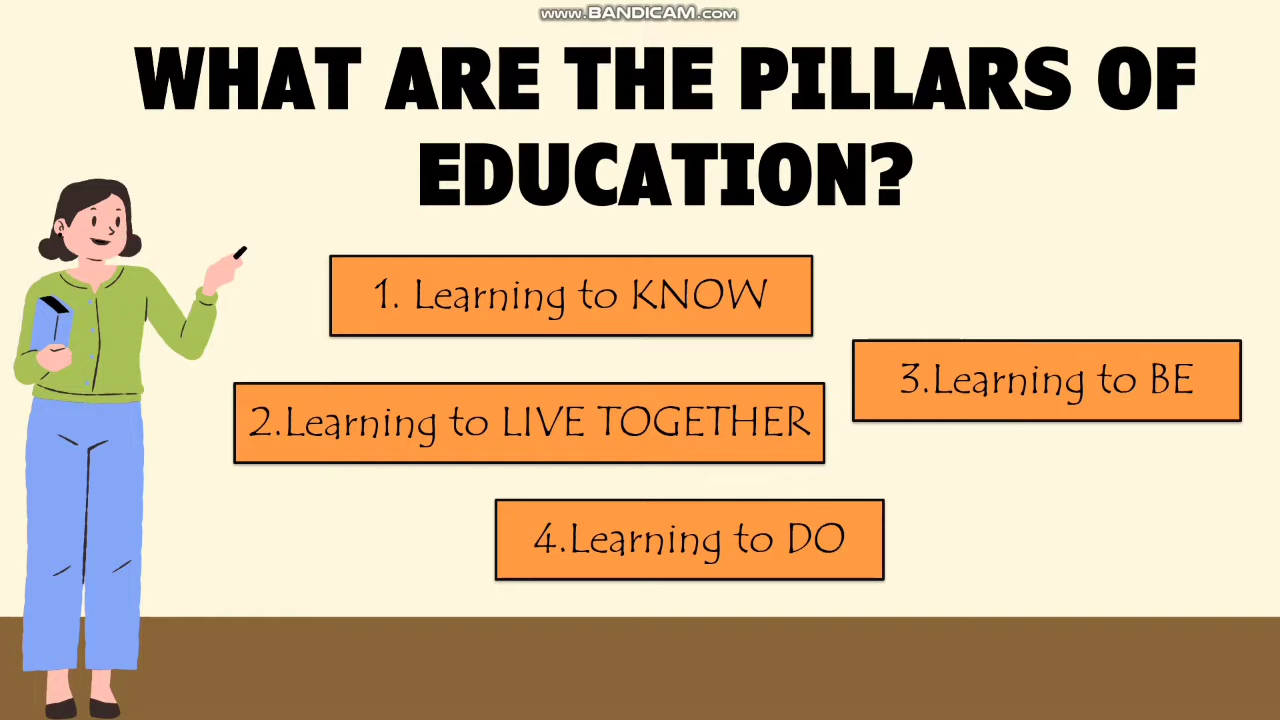 www.BANDICAM.com
WHAT ARE THE PILLARS OF
EDUCATION?
1. Learning to KNOW
2.Learning to LIVE TOGETHER
3.Learning to BE
4.Learning to DO